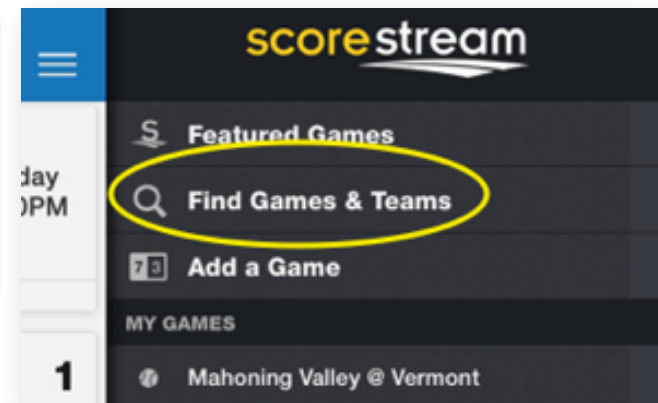 scorestream
Featured Games
day
Find Games & Teams
0PM
73 Add a Game
MY GAMES
1
Mahoning Valley @ Vermont